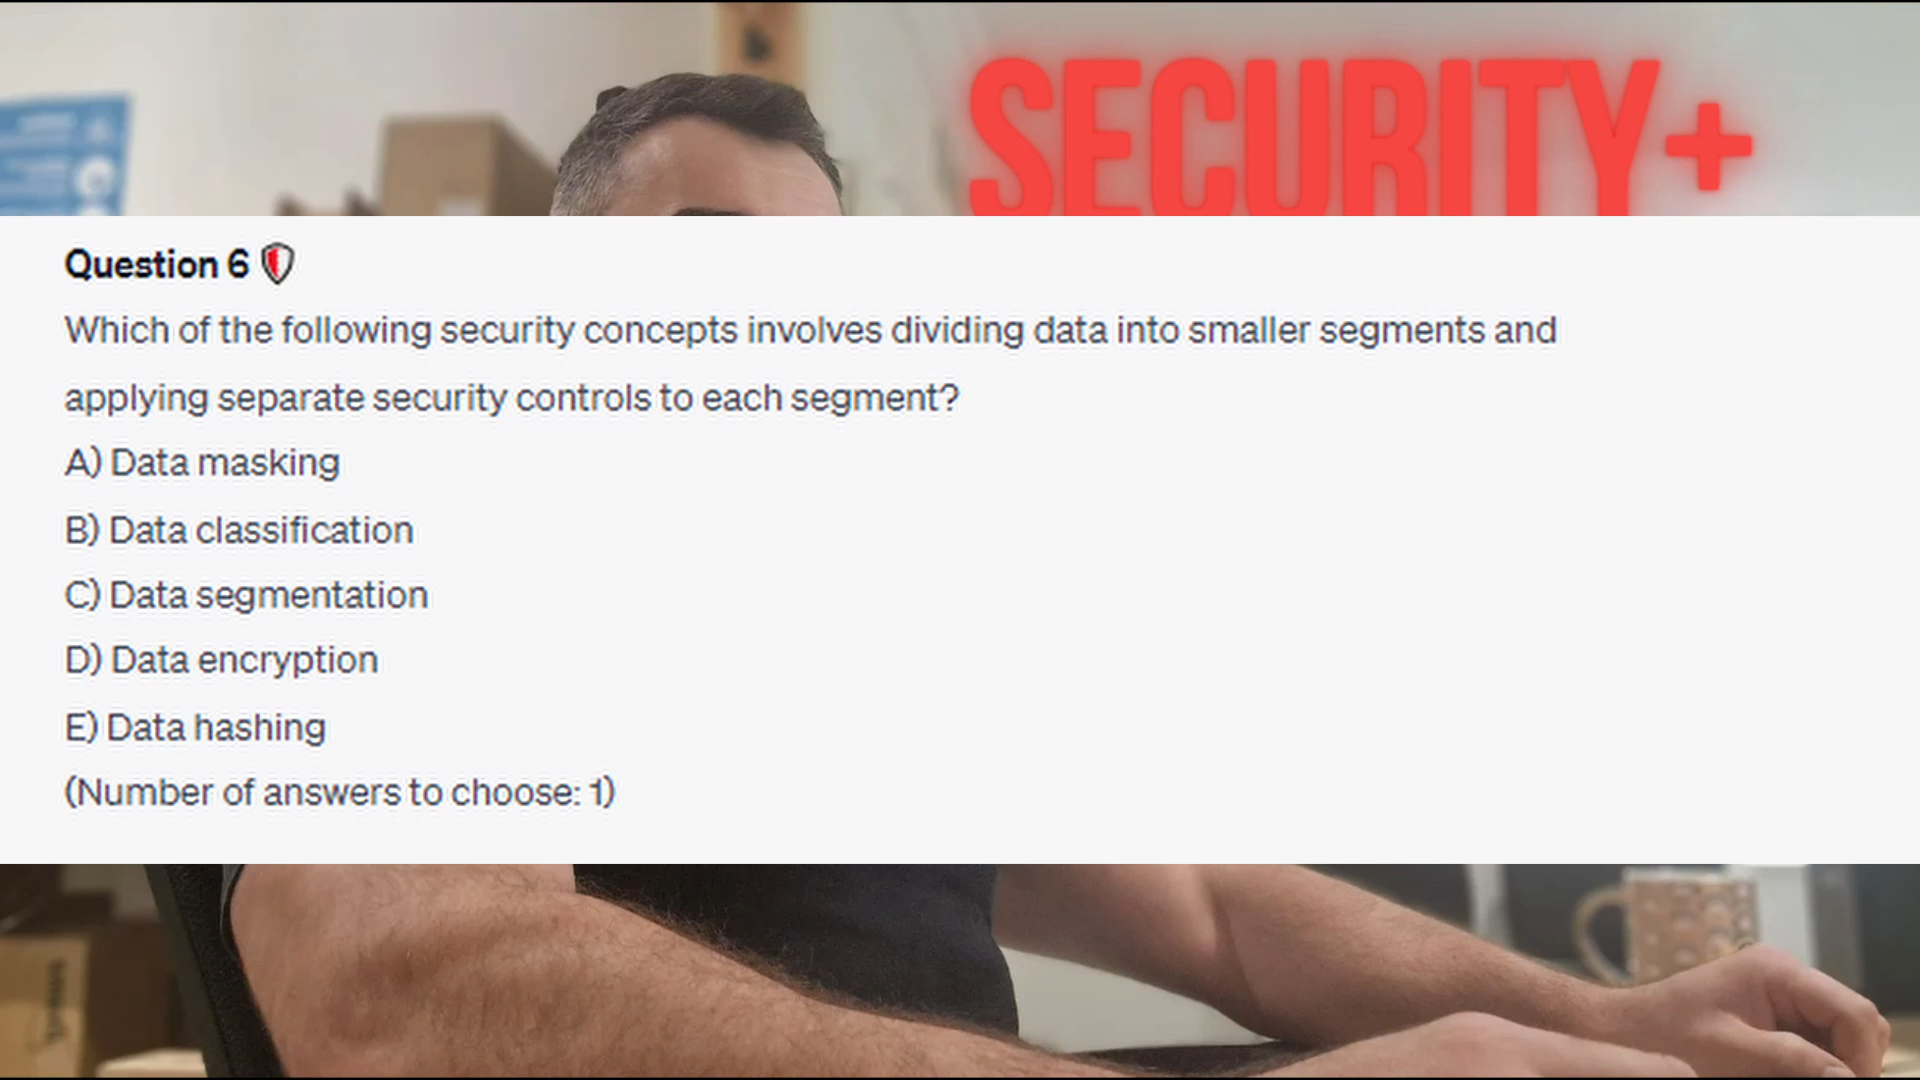 SECURITY+
Question 6
Which of the following security concepts involves dividing data into smaller segments and
applying separate security controls to each segment?
A) Data masking
B) Data classification
C) Data segmentation
D) Data encryption
E) Data hashing
(Number of answers to choose: 1)